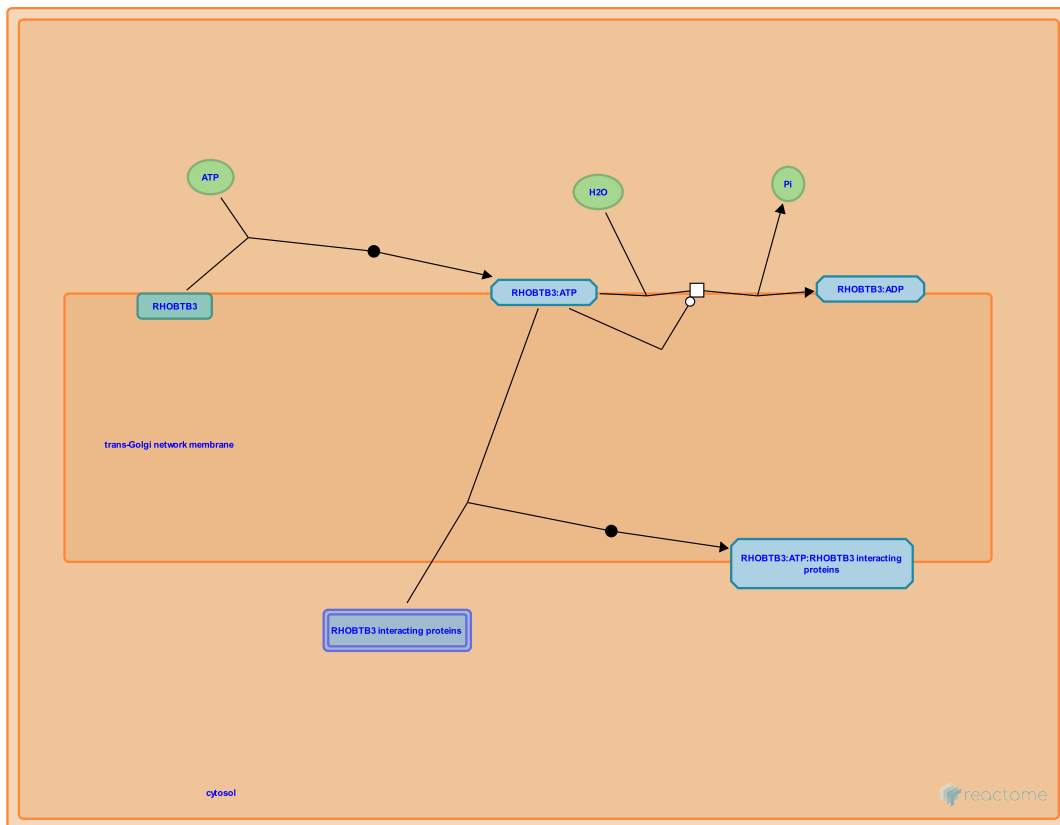 ATP
H2O
Pi
RHOBTB3
RHOBTB3:ATP
RHOBTB3:ADP
trans-Golgi network membrane
RHOBTB3:ATP:RHOBTB3 interacting
proteins
RHOBTB3 interacting proteins
cytosol
reactome